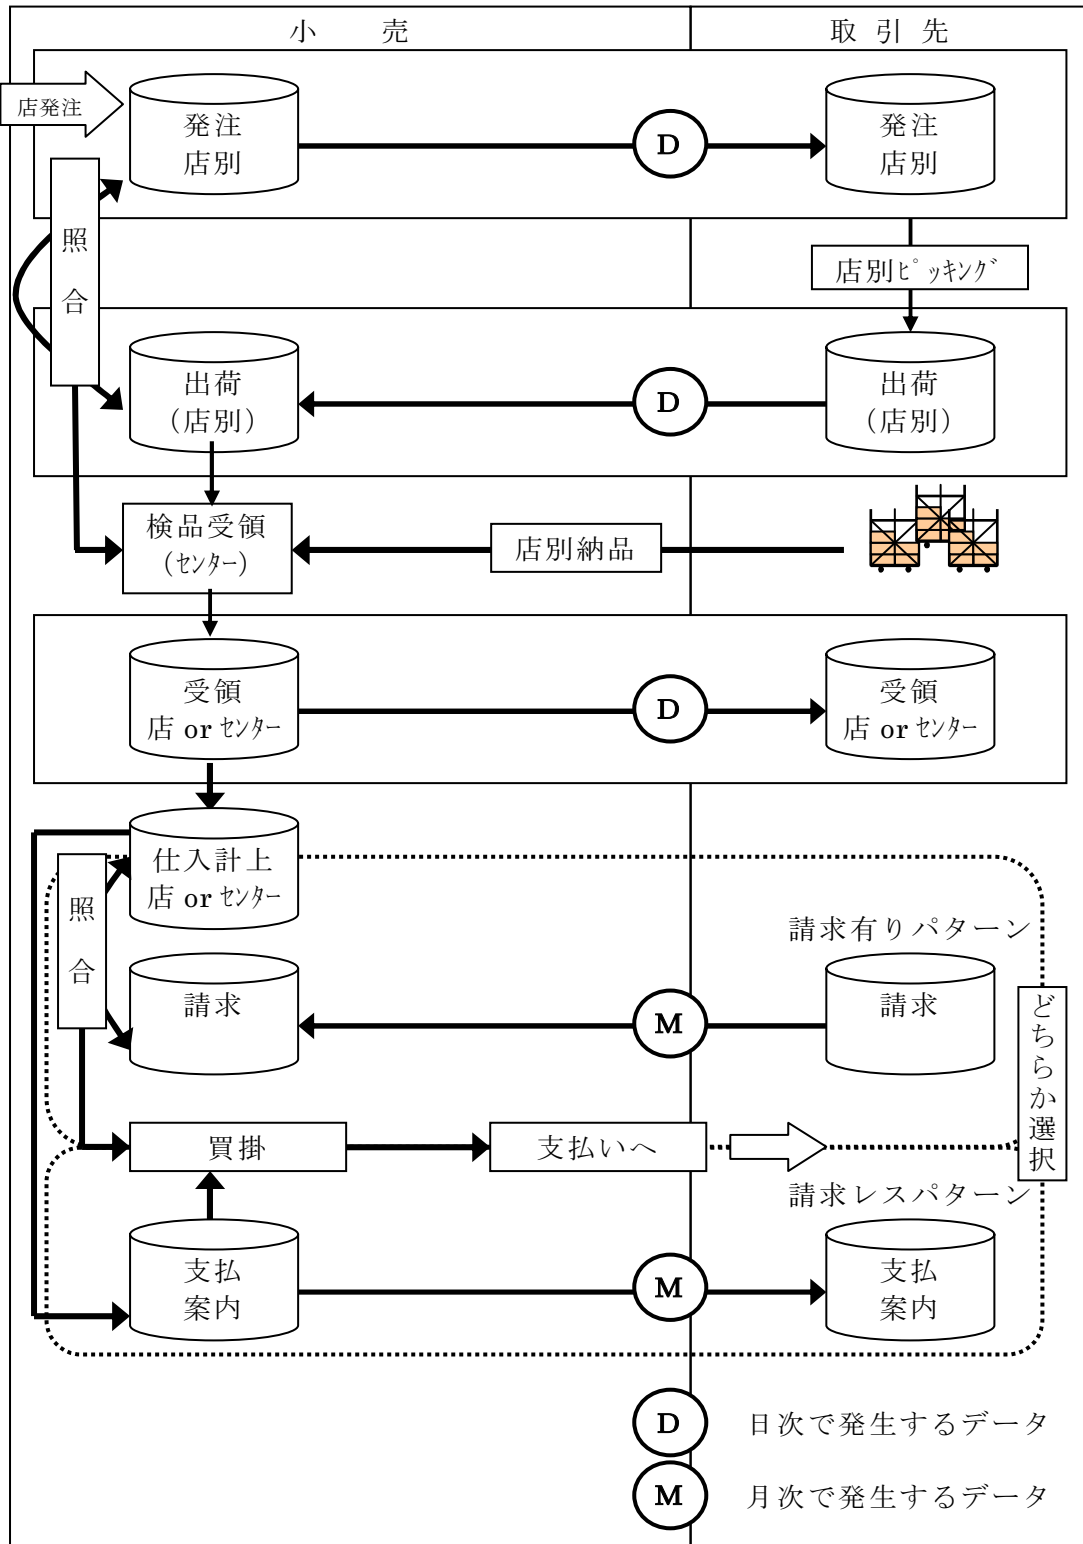 小　売
取 引 先
店発注
発注
店別
D
発注
店別
照
合
店別ﾋﾟｯｷﾝｸﾞ
出荷
（店別）
D
出荷
（店別）
検品受領
（ｾﾝﾀｰ）
店別納品
受領
店 or ｾﾝﾀｰ
D
受領
店 or ｾﾝﾀｰ
仕入計上
店 or ｾﾝﾀｰ
照
合
請求有りパターン
請求
M
請求
どちらか選択
買掛
支払いへ
請求レスパターン
支払
案内
M
支払
案内
D
日次で発生するデータ
M
月次で発生するデータ